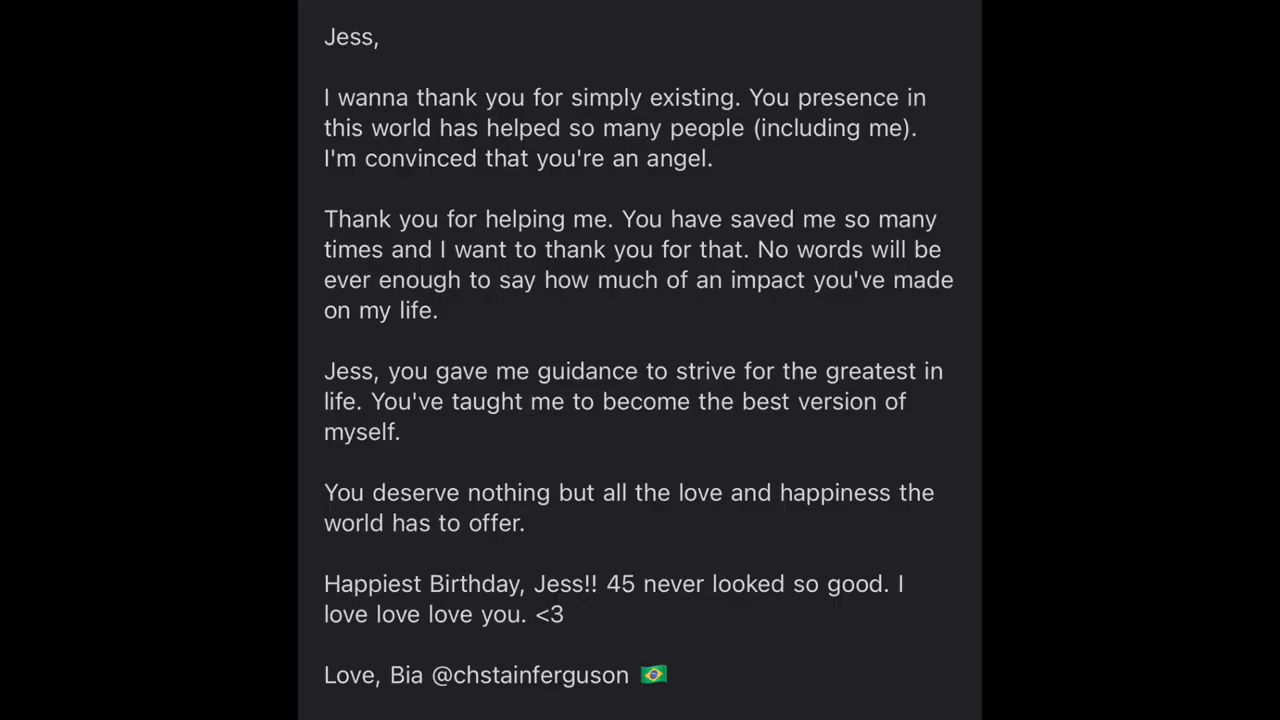 Jess,
I wanna thank you for simply existing. You presence in
this world has helped so many people (including me).
I'm convinced that you're an angel.
Thank you for helping me. You have saved me so many
times and I want to thank you for that. No words will be
ever enough to say how much of an impact you've made
on my life.
Jess, you gave me guidance to strive for the greatest in
life. You've taught me to become the best version of
myself.
You deserve nothing but all the love and happiness the
world has to offer.
Happiest Birthday, Jess!! 45 never looked so good. I
love love love you. <3
Love, Bia @chstainferguson 🇧🇷